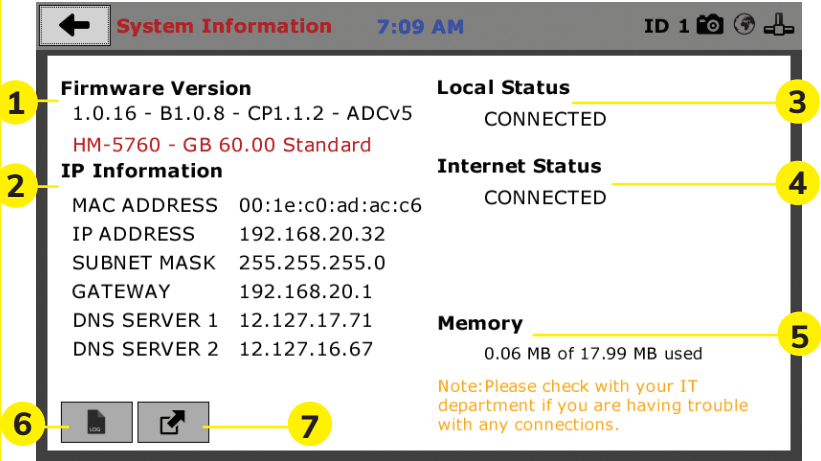 System Information 7:09 AM ID 1
Firmware Version
1.0.16 - B1.0.8 - CP1.1.2 - ADCv5
HM-5760 - GB 60.00 Standard
1
IP Information
2
MAC ADDRESS 00:1e:c0:ad:ac:c6
IP ADDRESS 192.168.20.32
SUBNET MASK 255.255.255.0
GATEWAY 192.168.20.1
DNS SERVER 1 12.127.17.71
DNS SERVER 2 12.127.16.67
Local Status
CONNECTED
3
Internet Status
CONNECTED
4
Memory
0.06 MB of 17.99 MB used
5
Note:Please check with your IT
department if you are having trouble
with any connections.
6
LOG
7